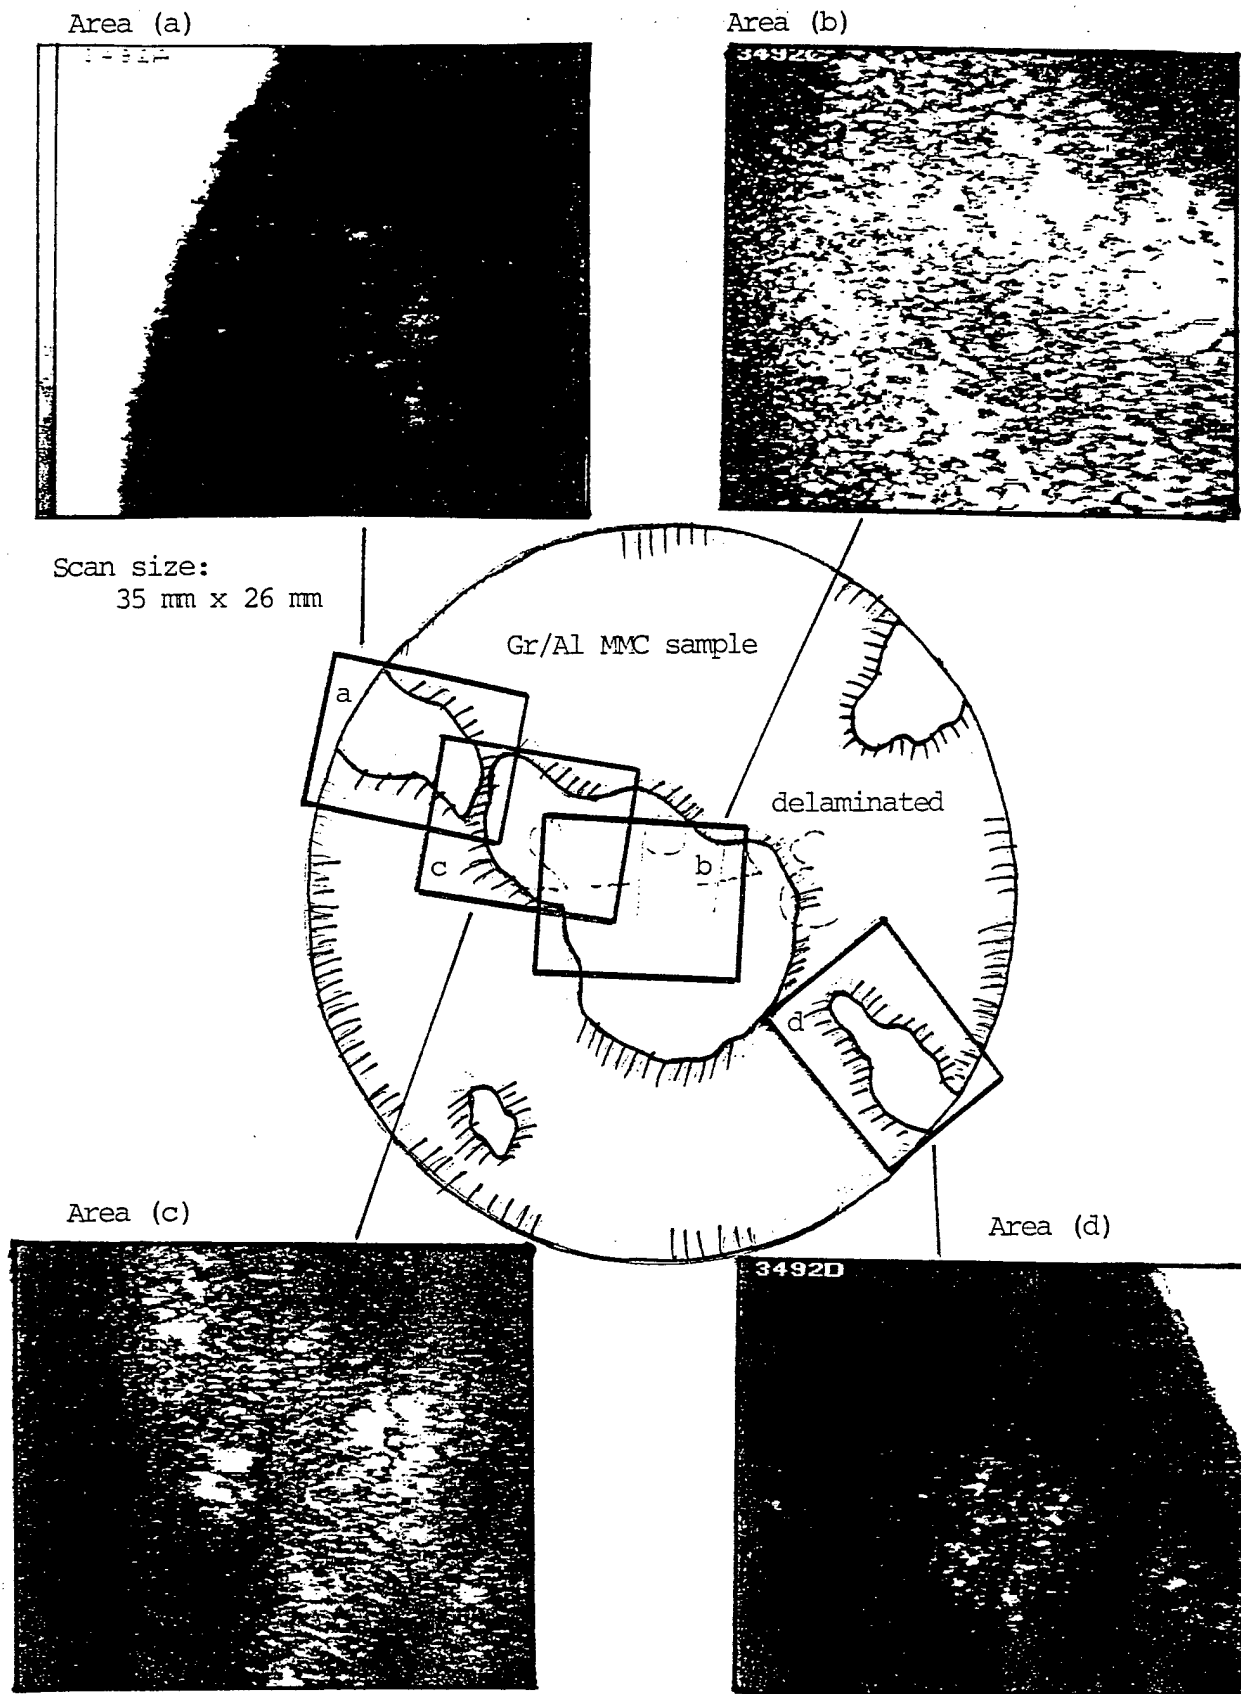 Area (a)
Area (b)
3492C
Scan size:
35 mm x 26 mm
Gr/Al MMC sample
a
delaminated
c
b
d
Area (c)
Area (d)
3492D